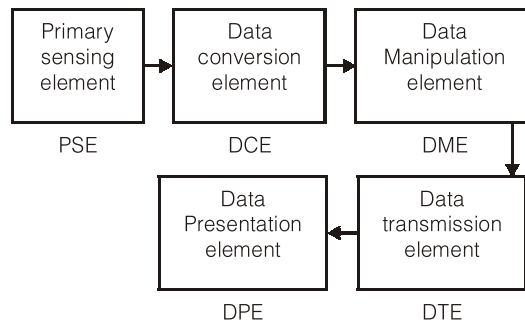 Primary
sensing
element
Data
conversion
element
Data
Manipulation
element
PSE
DCE
DME
Data
Presentation
element
Data
transmission
element
DPE
DTE